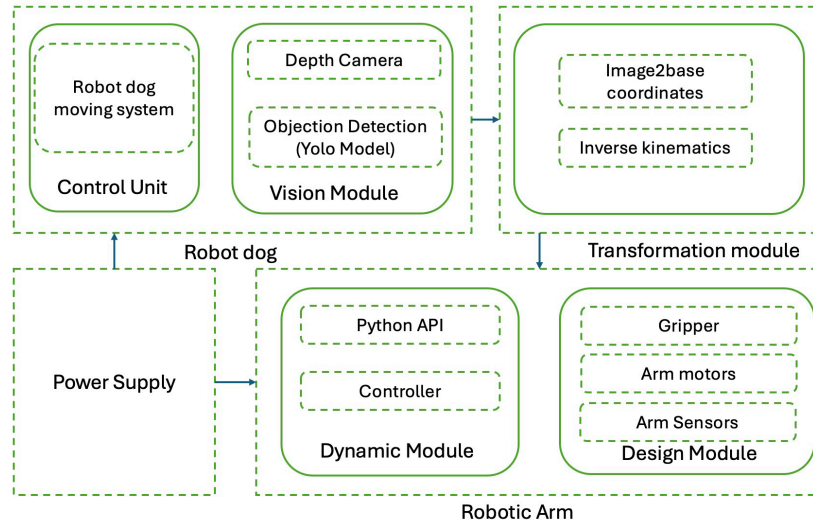 Robot dog
moving system
Control Unit
Depth Camera
Objection Detection
(Yolo Model)
Vision Module
Robot dog
Image2base
coordinates
Inverse kinematics
Transformation module
Power Supply
Python API
Controller
Dynamic Module
Gripper
Arm motors
Arm Sensors
Design Module
Robotic Arm